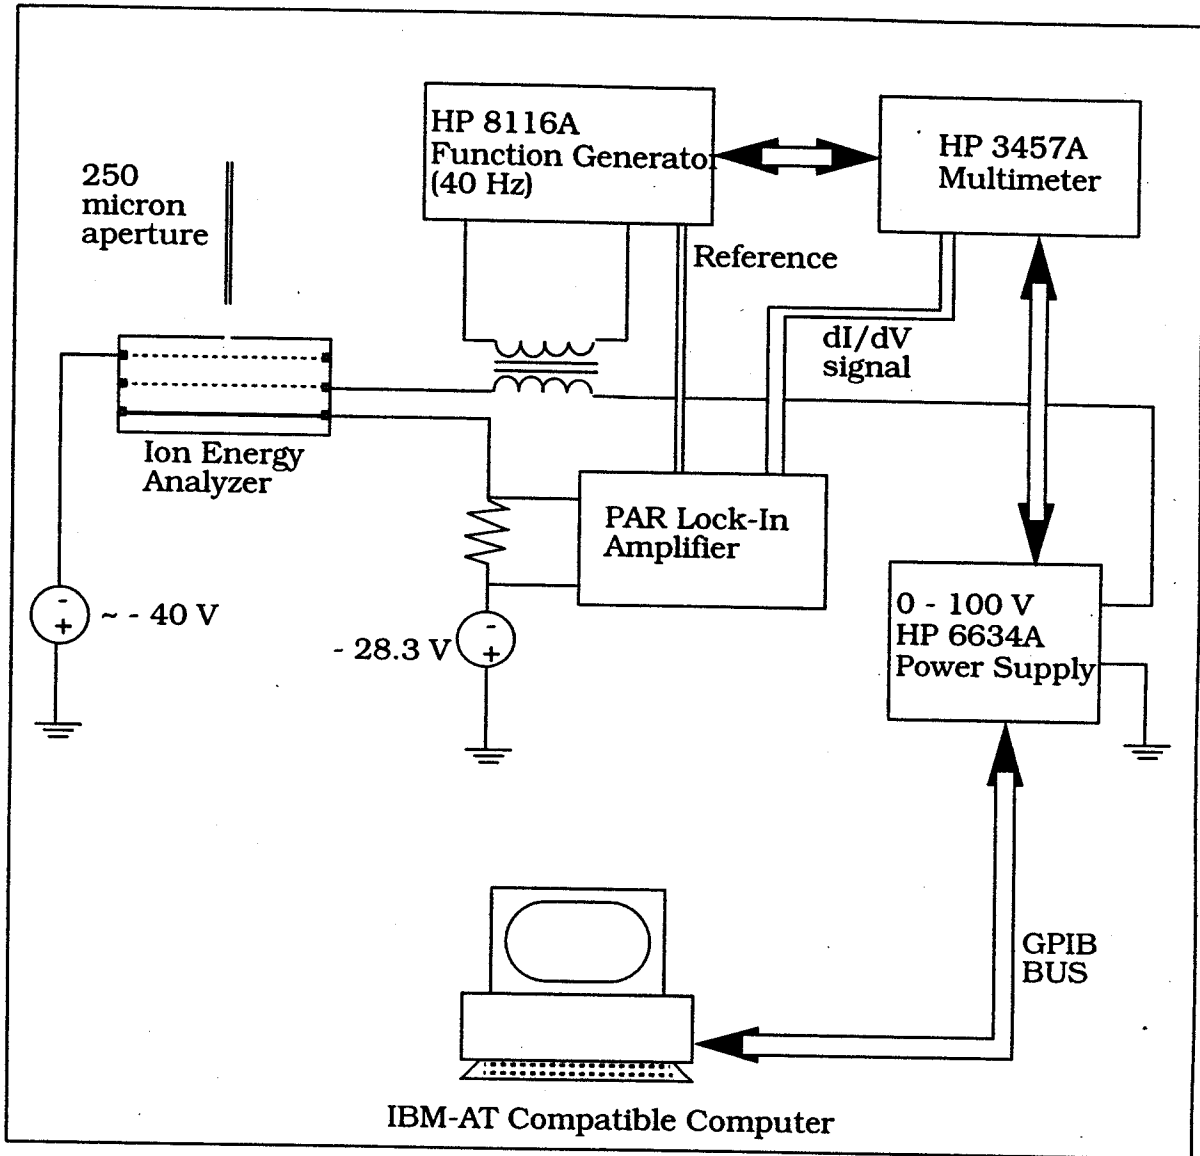 HP 8116A
Function Generator
(40 Hz)
HP 3457A
Multimeter
250
micron
aperture
Reference
dI/dV
signal
Ion Energy
Analyzer
PAR Lock-In
Amplifier
-
+
~ - 40 V
- 28.3 V
-
+
0 - 100 V
HP 6634A
Power Supply
GPIB
BUS
IBM-AT Compatible Computer